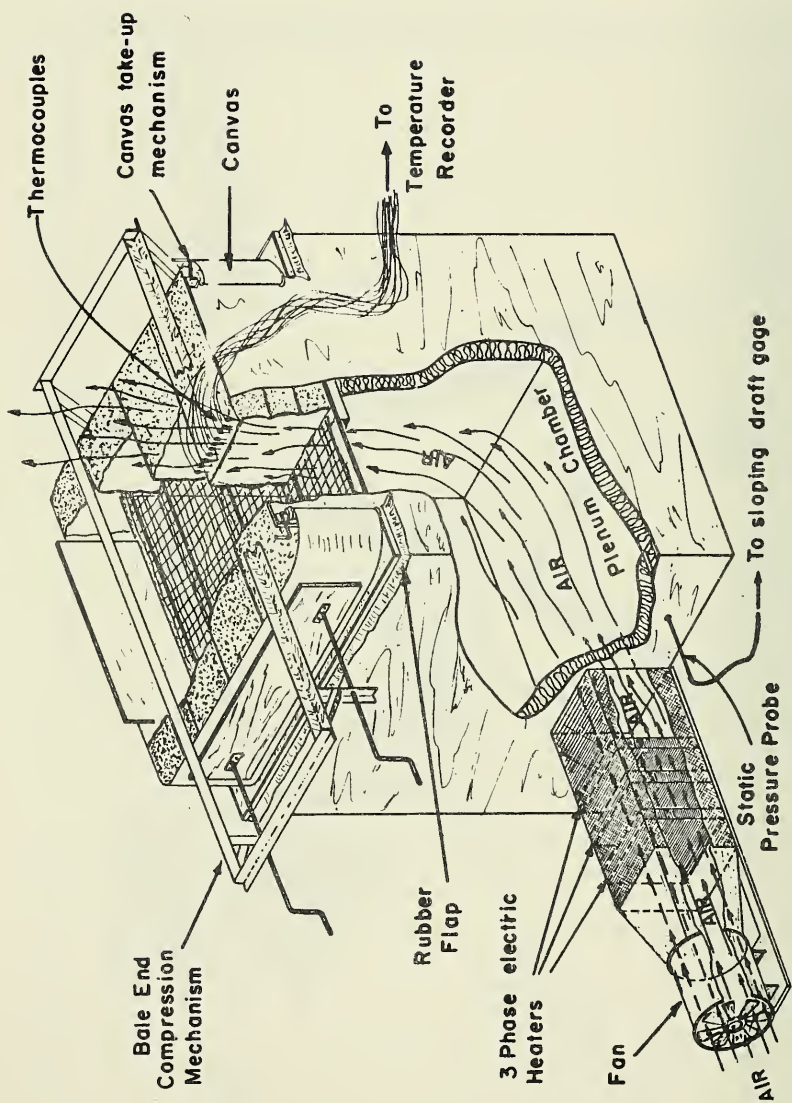 Thermocouples
Canvas take-up
mechanism
Canvas
To
Temperature
Recorder
Bale End
Compression
Mechanism
AIR
AIR
Plenum Chamber
Rubber
Flap
3 Phase electric
Heaters
AIR
To sloping draft gage
Static
Pressure Probe
Fan
AIR
AIR